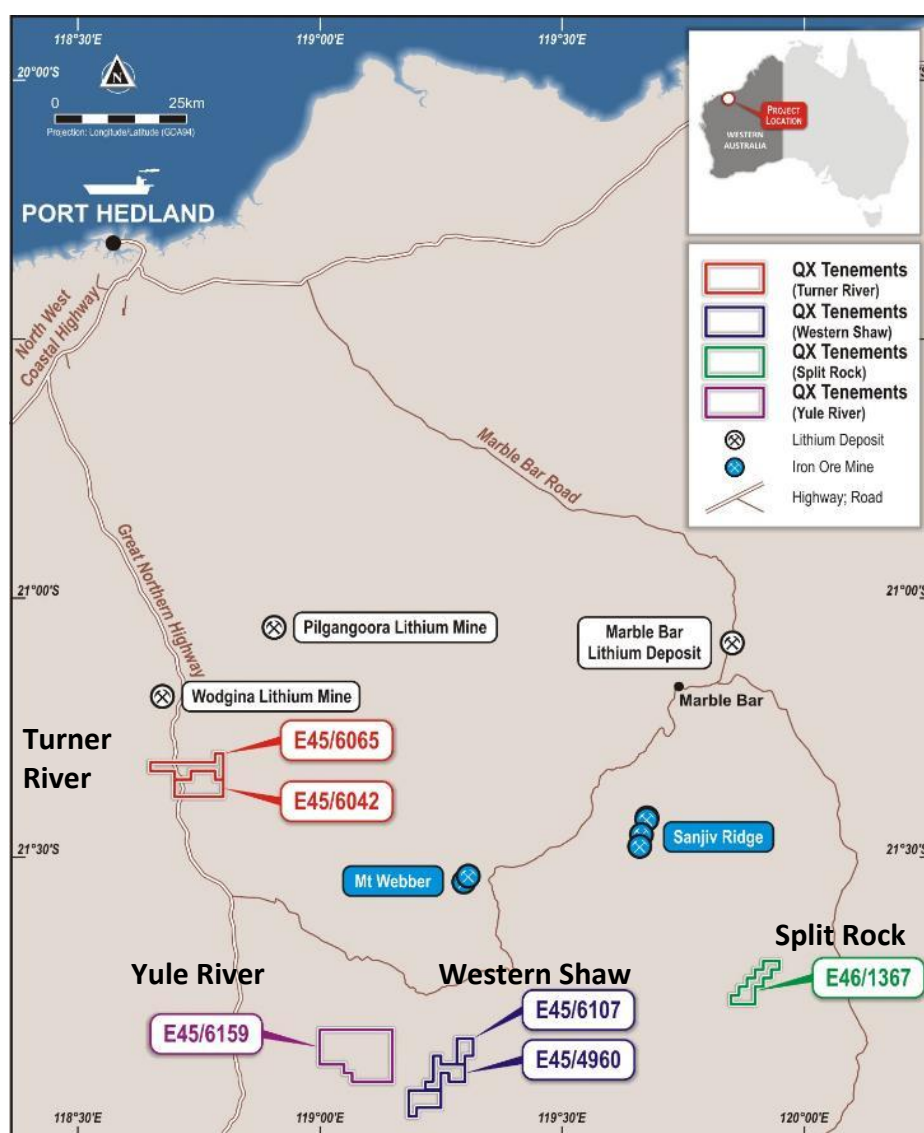 118°30'E
119°00'E
119°30'E
20°00'S
N
0
25km
Projection: Longitude/Latitude (GDA94)
PROJECT
LOCATION
WESTERN
AUSTRALIA
PORT HEDLAND
North West
Coastal Highway
QX Tenements
(Turner River)
QX Tenements
(Western Shaw)
QX Tenements
(Split Rock)
QX Tenements
(Yule River)
Lithium Deposit
Iron Ore Mine
Highway; Road
Marble Bar Road
Great Northern Highway
21°00'S
21°00'S
Pilgangoora Lithium Mine
Marble Bar
Lithium Deposit
Wodgina Lithium Mine
Marble Bar
Turner
River
E45/6065
E45/6042
Sanjiv Ridge
21°30'S
21°30'S
Mt Webber
Split Rock
Yule River
Western Shaw
E46/1367
E45/6107
E45/6159
E45/4960
118°30'E
119°00'E
119°30'E
120°00'E